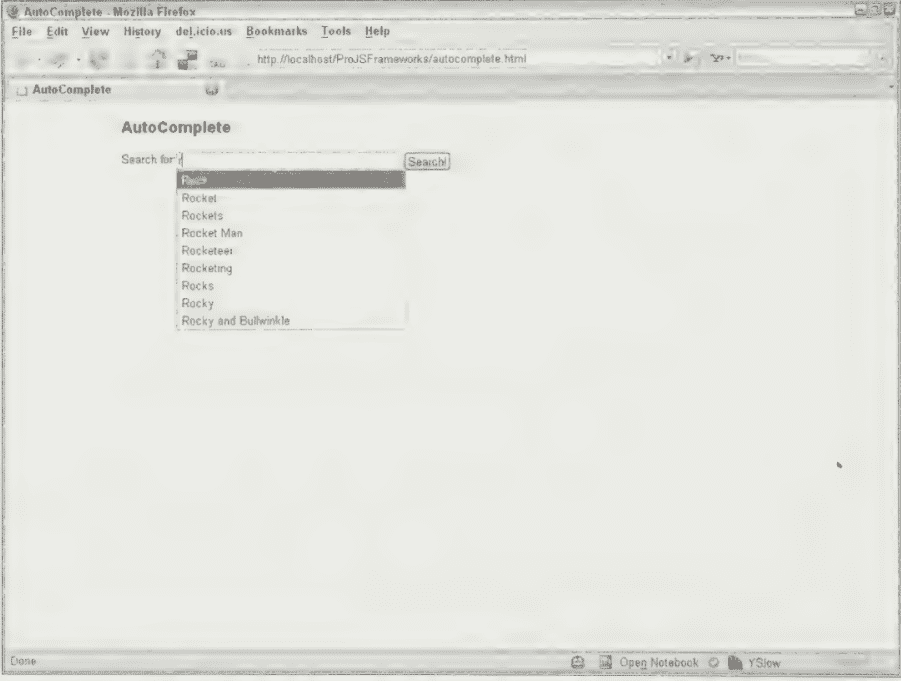 AutoComplete - Mozilla Firefox
File Edit View History del.icio.us Bookmarks Tools Help
http://localhost/ProJSFrameworks/autocomplete.html
AutoComplete
AutoComplete
Search for r Search!
Rocket
Rockets
Rocket Man
Rocketeer
Rocketing
Rocks
Rocky
Rocky and Bullwinkle
Done Open Notebook YSlow